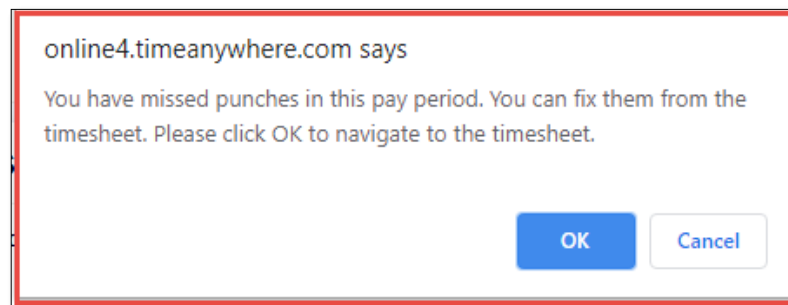 online4.timeanywhere.com says
You have missed punches in this pay period. You can fix them from the
timesheet. Please click OK to navigate to the timesheet.
OK Cancel